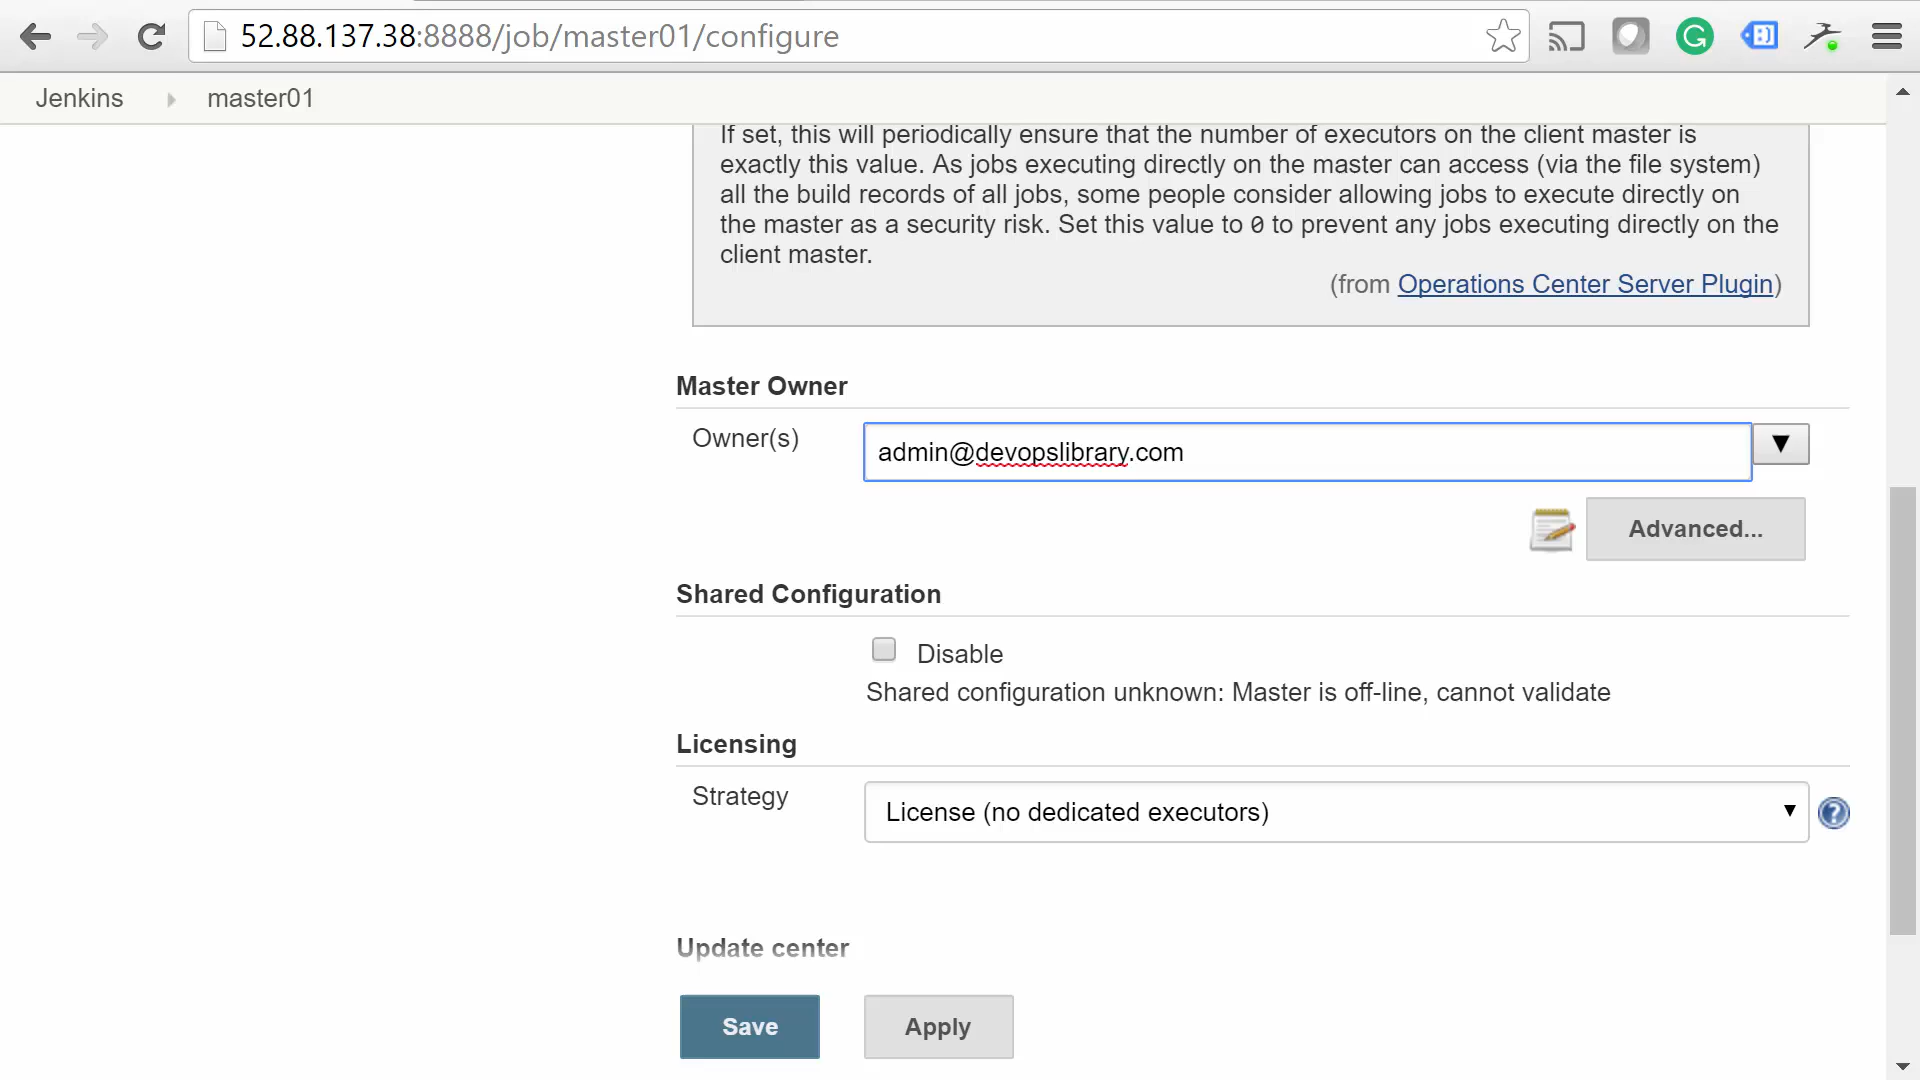 52.88.137.38:8888/job/master01/configure
Jenkins master01
If set, this will periodically ensure that the number of executors on the client master is
exactly this value. As jobs executing directly on the master can access (via the file system)
all the build records of all jobs, some people consider allowing jobs to execute directly on
the master as a security risk. Set this value to 0 to prevent any jobs executing directly on the
client master.
(from Operations Center Server Plugin)
Master Owner
Owner(s) admin@devopslibrary.com
Advanced...
Shared Configuration
Disable
Shared configuration unknown: Master is off-line, cannot validate
Licensing
Strategy License (no dedicated executors)
Update center
Save Apply